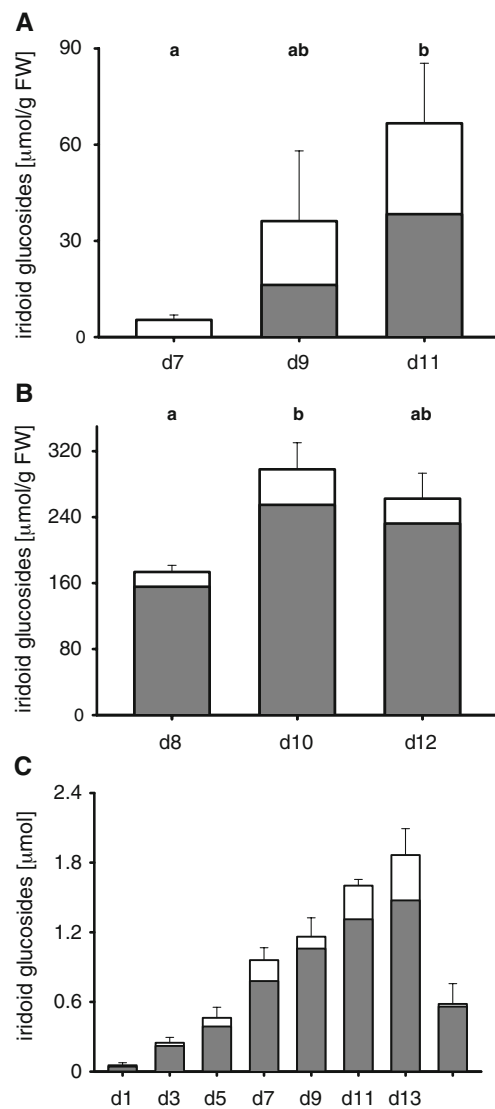 A
iridoid glucosides [μmol/g FW]
90
60
30
0
a ab b
d7 d9 d11
B
iridoid glucosides [μmol/g FW]
320
240
160
80
0
a b ab
d8 d10 d12
C
iridoid glucosides [μmol]
2.4
1.8
1.2
0.6
0
d1 d3 d5 d7 d9 d11 d13